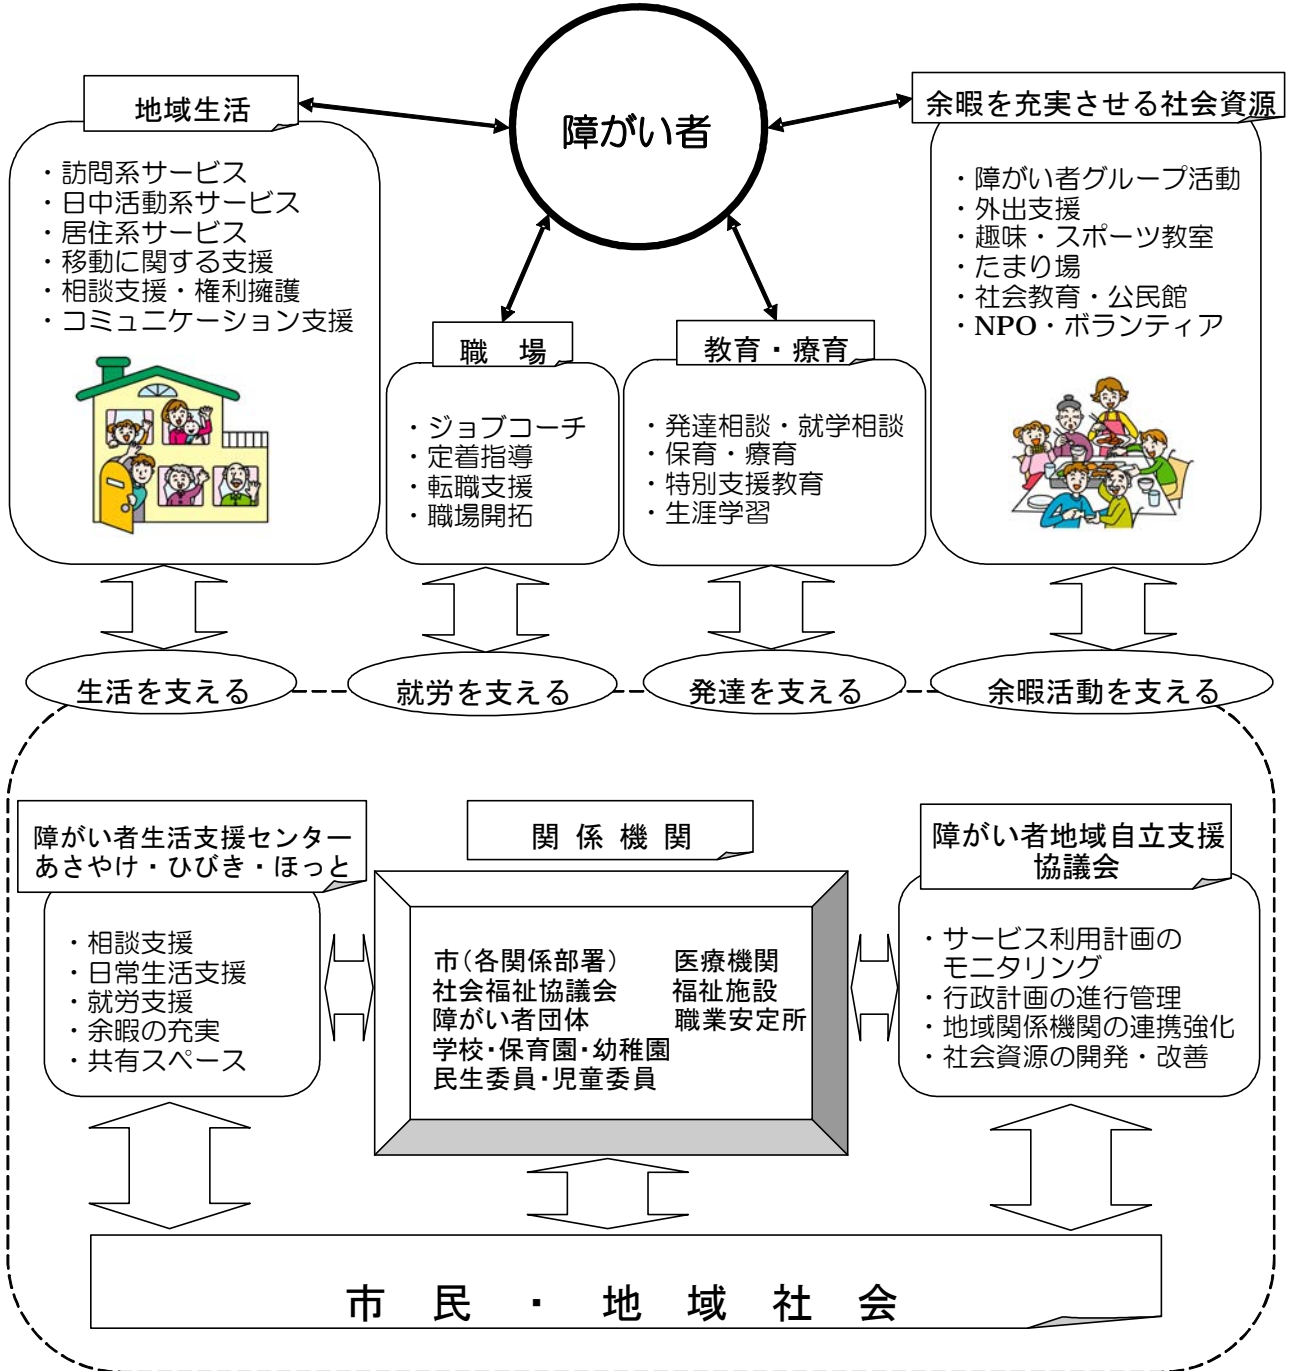 障がい者
地域生活
・訪問系サービス
・日中活動系サービス
・居住系サービス
・移動に関する支援
・相談支援・権利擁護
・コミュニケーション支援
職　場
・ジョブコーチ
・定着指導
・転職支援
・職場開拓
教育・療育
・発達相談・就学相談
・保育・療育
・特別支援教育
・生涯学習
余暇を充実させる社会資源
・障がい者グループ活動
・外出支援
・趣味・スポーツ教室
・たまり場
・社会教育・公民館
・NPO・ボランティア
生活を支える
就労を支える
発達を支える
余暇活動を支える
障がい者生活支援センター
あさやけ・ひびき・ほっと
・相談支援
・日常生活支援
・就労支援
・余暇の充実
・共有スペース
関 係 機 関
市（各関係部署）　医療機関
社会福祉協議会　福祉施設
障がい者団体　職業安定所
学校・保育園・幼稚園
民生委員・児童委員
障がい者地域自立支援
協議会
・サービス利用計画の
モニタリング
・行政計画の進行管理
・地域関係機関の連携強化
・社会資源の開発・改善
市 民 ・ 地 域 社 会